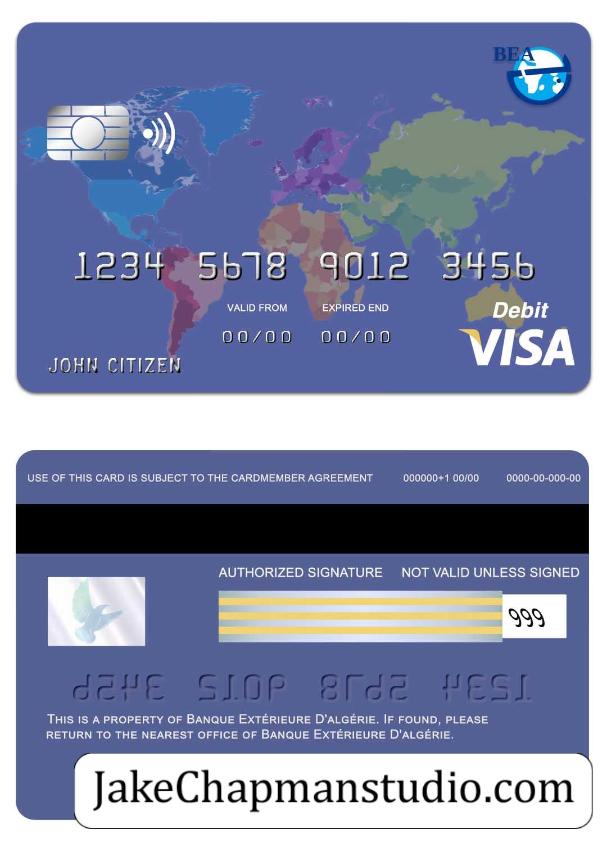 BEA
1234 5678 9012 3456
VALID FROM EXPIRED END
00/00 00/00
Debit
VISA
JOHN CITIZEN
USE OF THIS CARD IS SUBJECT TO THE CARDMEMBER AGREEMENT 000000+1 00/00 0000-00-000-00
AUTHORIZED SIGNATURE NOT VALID UNLESS SIGNED
999
1234 5678 9012 3456
THIS IS A PROPERTY OF BANQUE EXTÉRIEURE D'ALGÉRIE. IF FOUND, PLEASE
RETURN TO THE NEAREST OFFICE OF BANQUE EXTÉRIEURE D'ALGÉRIE.
JakeChapmanstudio.com